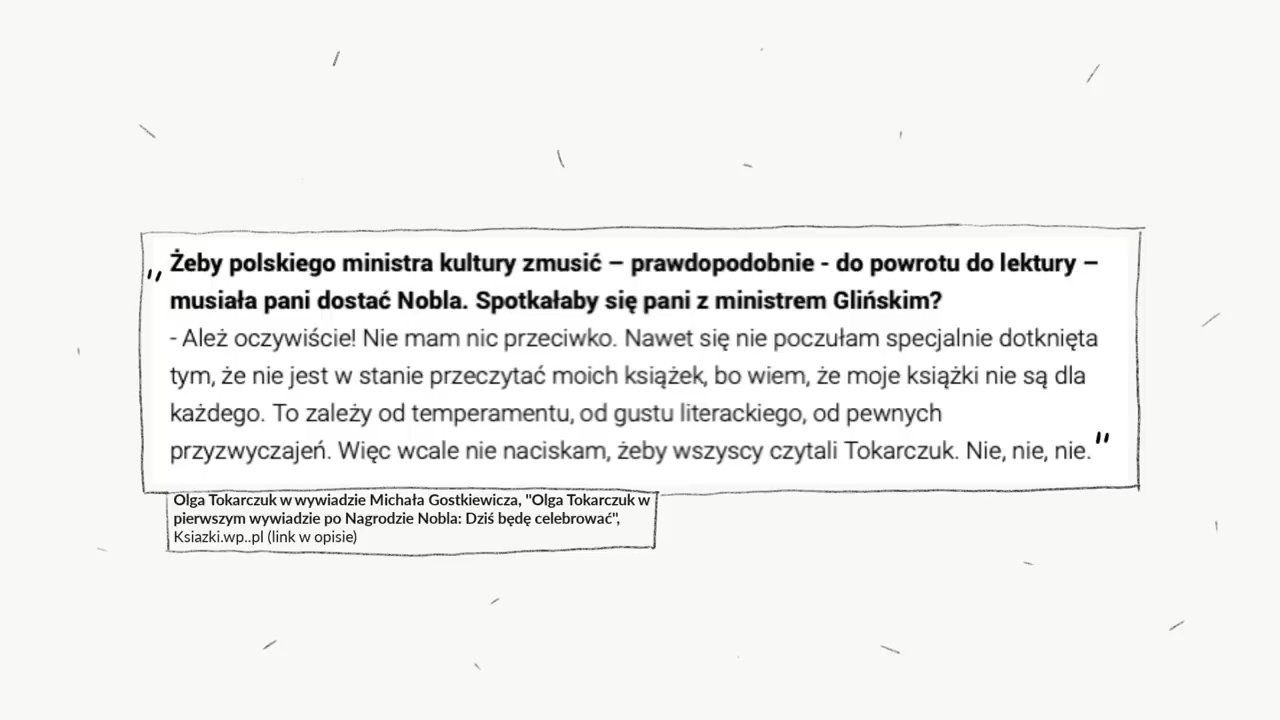 „Żeby polskiego ministra kultury zmusić – prawdopodobnie - do powrotu do lektury –
musiała pani dostać Nobla. Spotkałaby się pani z ministrem Glińskim?
- Ależ oczywiście! Nie mam nic przeciwko. Nawet się nie poczułam specjalnie dotknięta
tym, że nie jest w stanie przeczytać moich książek, bo wiem, że moje książki nie są dla
każdego. To zależy od temperamentu, od gustu literackiego, od pewnych
przyzwyczajeń. Więc wcale nie naciskam, żeby wszyscy czytali Tokarczuk. Nie, nie, nie.”
Olga Tokarczuk w wywiadzie Michała Gostkiewicza, "Olga Tokarczuk w
pierwszym wywiadzie po Nagrodzie Nobla: Dziś będę celebrować",
Ksiazki.wp..pl (link w opisie)